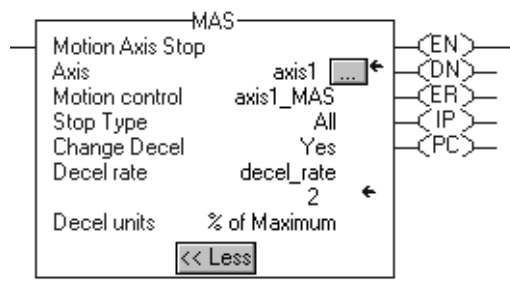 MAS
Motion Axis Stop
EN
Axis axis1 ...
DN
Motion control axis1_MAS
ER
Stop Type All
IP
Change Decel Yes
PC
Decel rate decel_rate
2
Decel units % of Maximum
<< Less